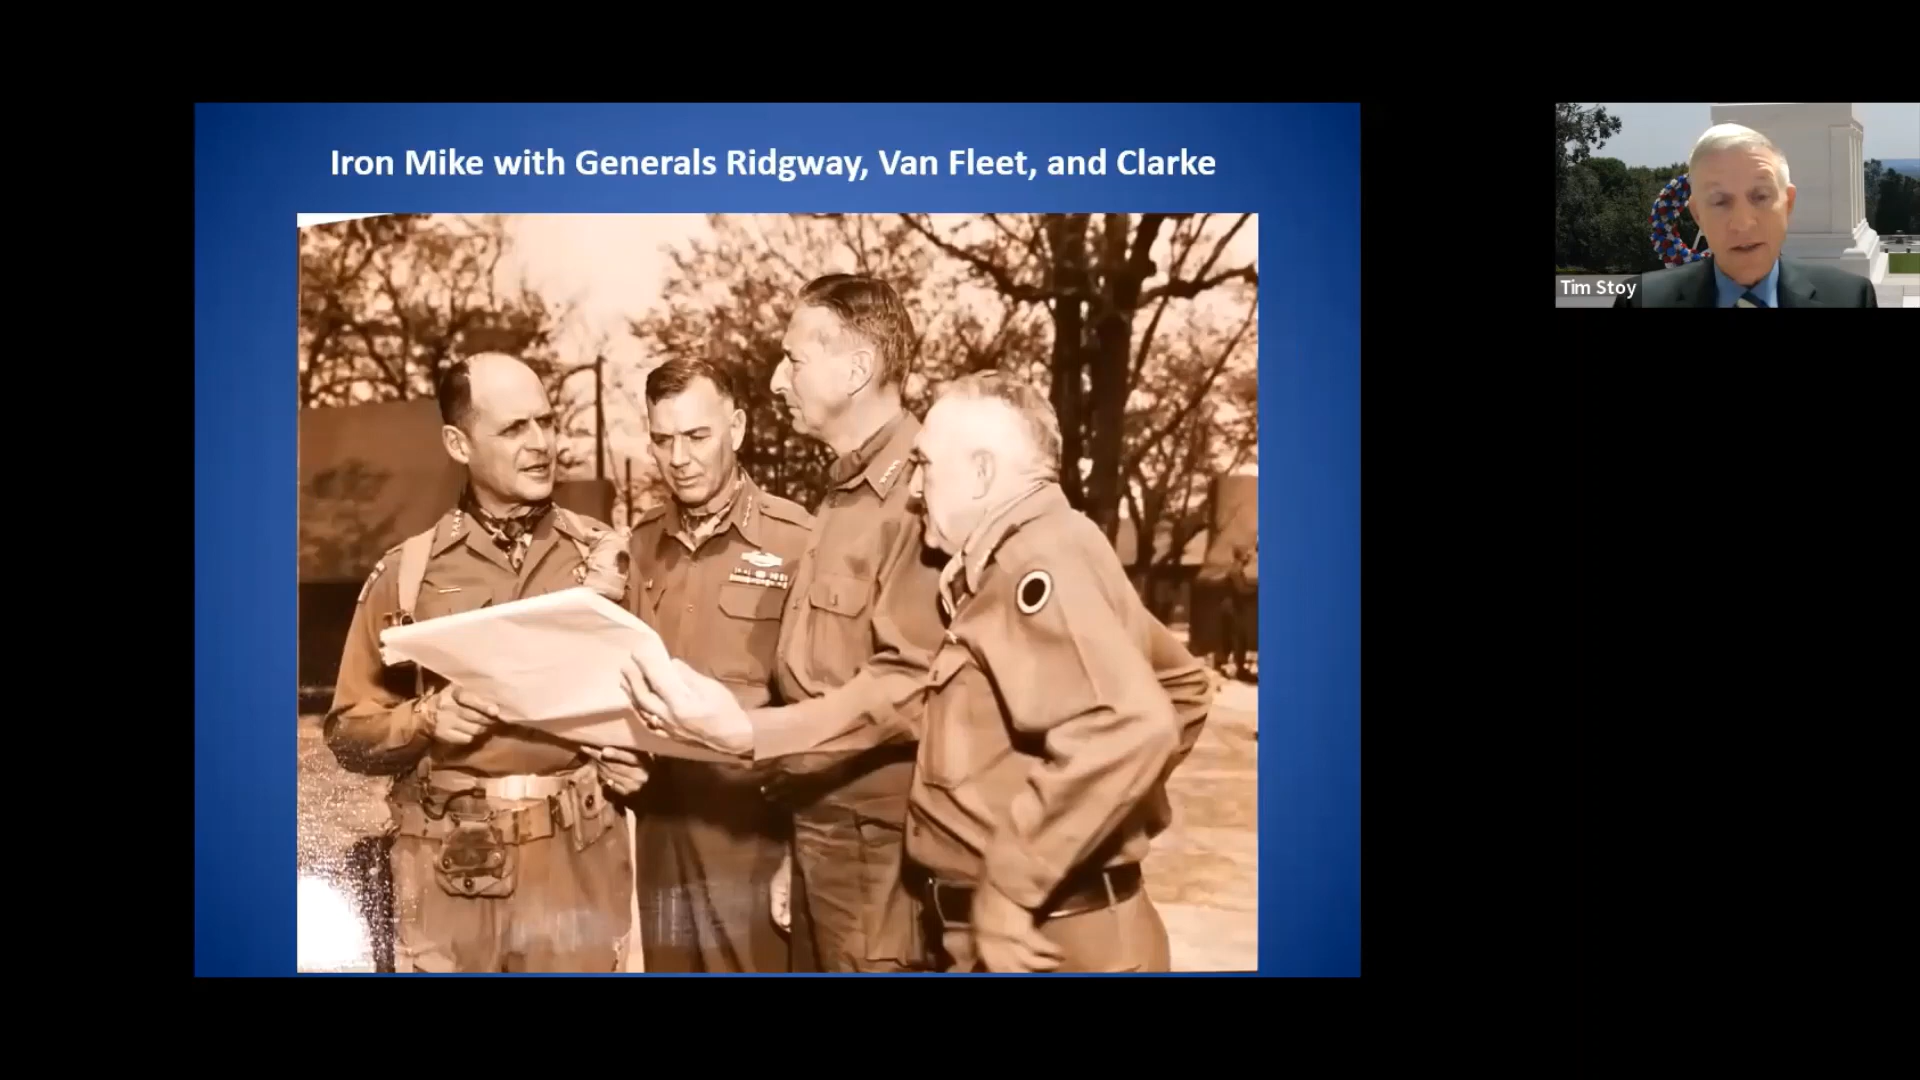 Iron Mike with Generals Ridgway, Van Fleet, and Clarke
Tim Stoy